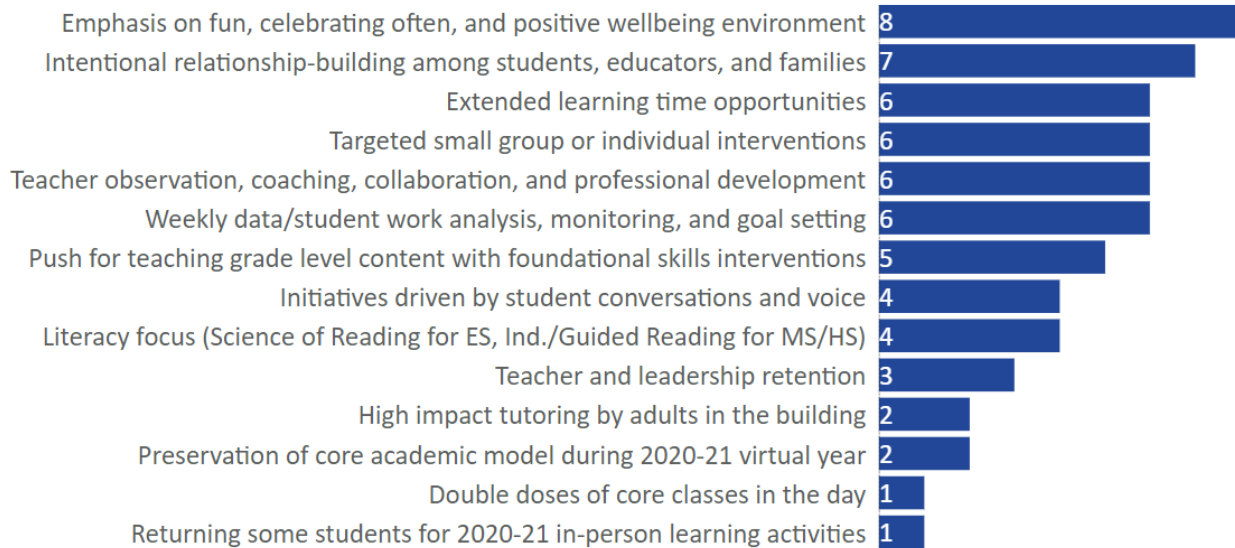 Emphasis on fun, celebrating often, and positive wellbeing environment 8
Intentional relationship-building among students, educators, and families 7
Extended learning time opportunities 6
Targeted small group or individual interventions 6
Teacher observation, coaching, collaboration, and professional development 6
Weekly data/student work analysis, monitoring, and goal setting 6
Push for teaching grade level content with foundational skills interventions 5
Initiatives driven by student conversations and voice 4
Literacy focus (Science of Reading for ES, Ind./Guided Reading for MS/HS) 4
Teacher and leadership retention 3
High impact tutoring by adults in the building 2
Preservation of core academic model during 2020-21 virtual year 2
Double doses of core classes in the day 1
Returning some students for 2020-21 in-person learning activities 1